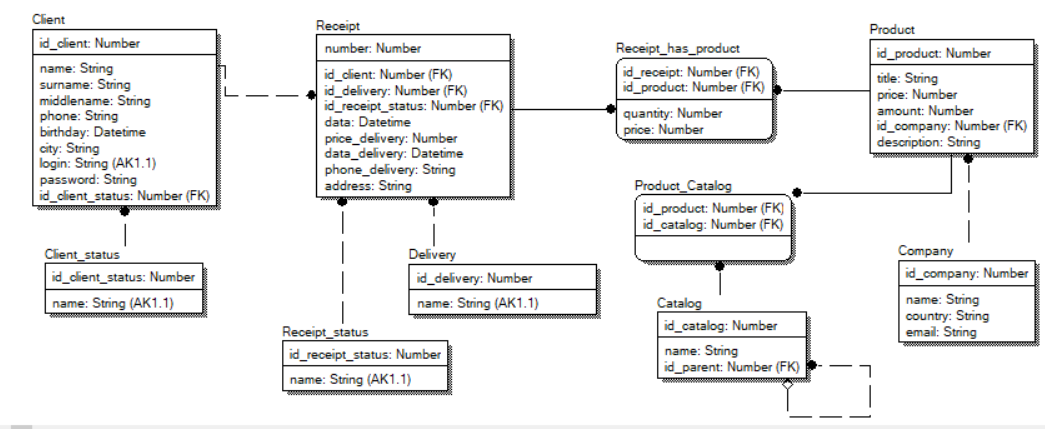 Client
id_client: Number
name: String
surname: String
middlename: String
phone: String
birthday: Datetime
city: String
login: String (AK1.1)
password: String
id_client_status: Number (FK)
Receipt
number: Number
id_client: Number (FK)
id_delivery: Number (FK)
id_receipt_status: Number (FK)
data: Datetime
price_delivery: Number
data_delivery: Datetime
phone_delivery: String
address: String
Receipt_has_product
id_receipt: Number (FK)
id_product: Number (FK)
quantity: Number
price: Number
Product
id_product: Number
title: String
price: Number
amount: Number
id_company: Number (FK)
description: String
Product_Catalog
id_product: Number (FK)
id_catalog: Number (FK)
Client_status
id_client_status: Number
name: String (AK1.1)
Delivery
id_delivery: Number
name: String (AK1.1)
Company
id_company: Number
name: String
country: String
email: String
Receipt_status
id_receipt_status: Number
name: String (AK1.1)
Catalog
id_catalog: Number
name: String
id_parent: Number (FK)